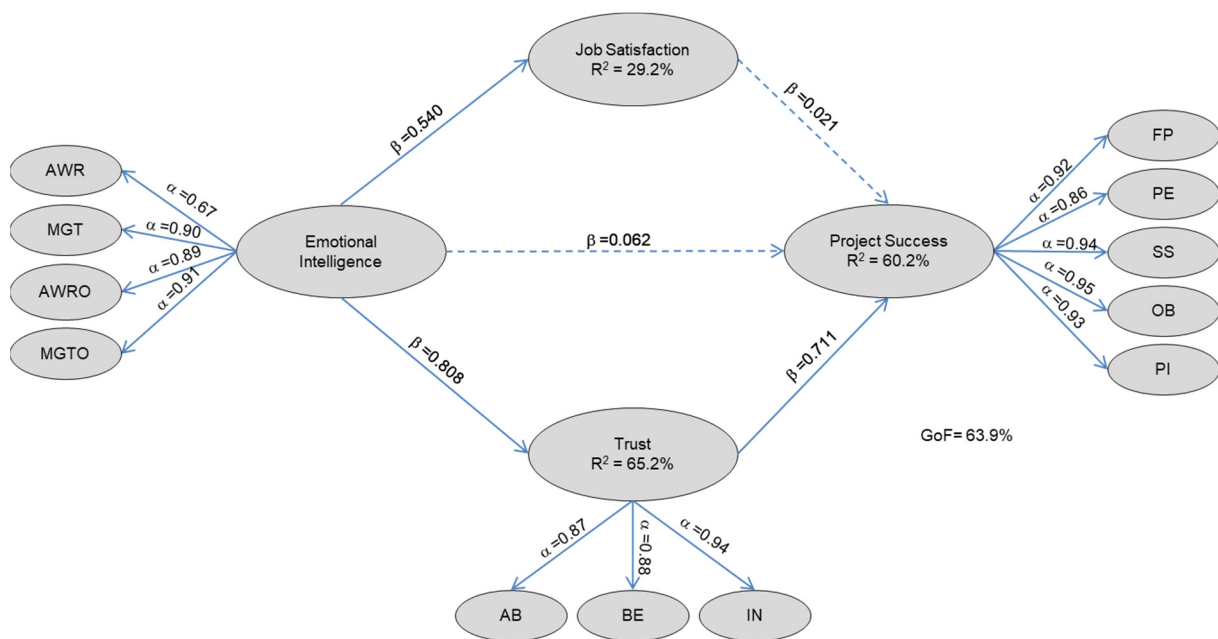 Job Satisfaction
R² = 29.2%
β =0.540
β =0.021
AWR
MGT
AWRO
MGTO
α =0.67
α =0.90
α =0.89
α =0.91
Emotional
Intelligence
β =0.062
Project Success
R² = 60.2%
α =0.92
α =0.86
α =0.94
α =0.95
α =0.93
FP
PE
SS
OB
PI
β =0.808
β =0.711
Trust
R² = 65.2%
GoF= 63.9%
α =0.87
α =0.88
α =0.94
AB
BE
IN